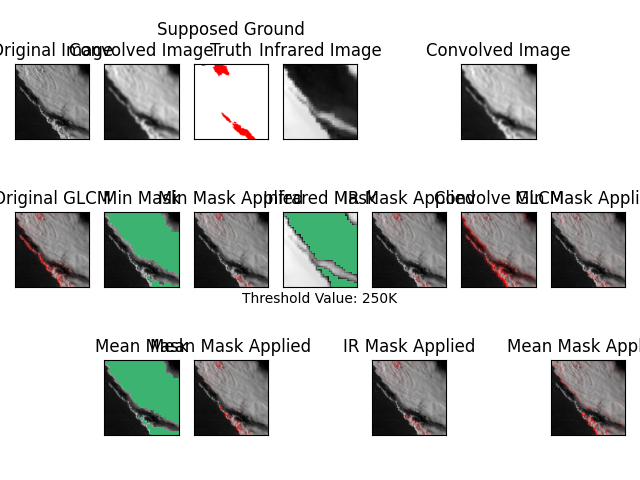 Supposed Ground
Original Image Convolved Image Truth Infrared Image Convolved Image
Original GLCM Min Mask Min Mask Applied Infrared Mask IR Mask Applied Convolve GLCM Min Mask Appli
Threshold Value: 250K
Mean Mask Mean Mask Applied IR Mask Applied Mean Mask Appl